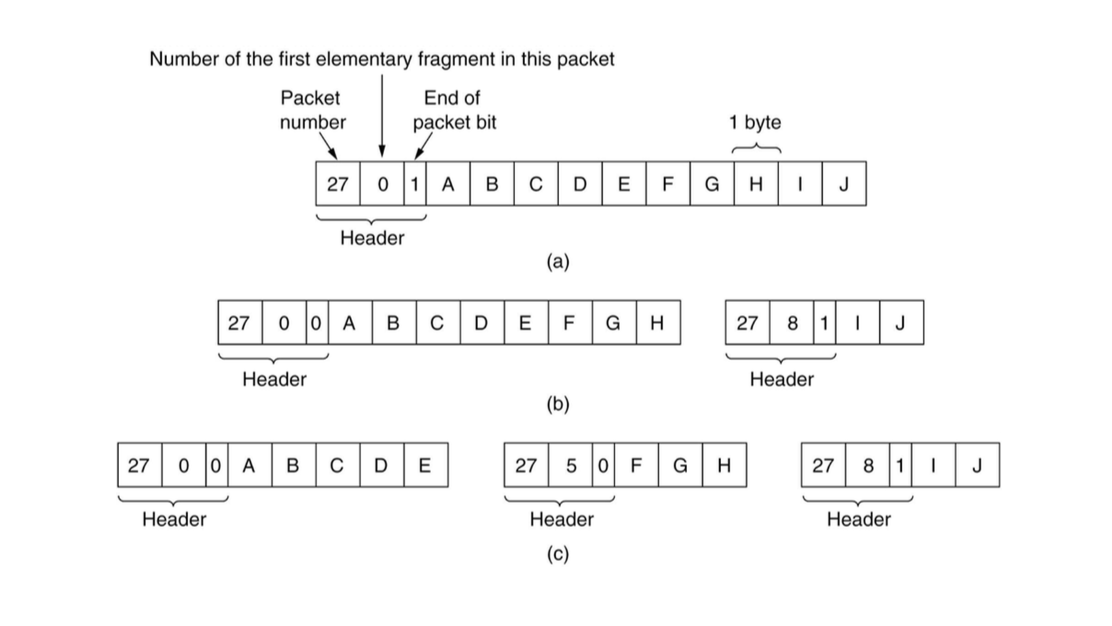 Number of the first elementary fragment in this packet
Packet
number
End of
packet bit
1 byte
27 0 1 A B C D E F G H I J
Header
(a)
27 0 0 A B C D E F G H
27 8 1 I J
Header
Header
(b)
27 0 0 A B C D E
27 5 0 F G H
27 8 1 I J
Header
Header
Header
(c)